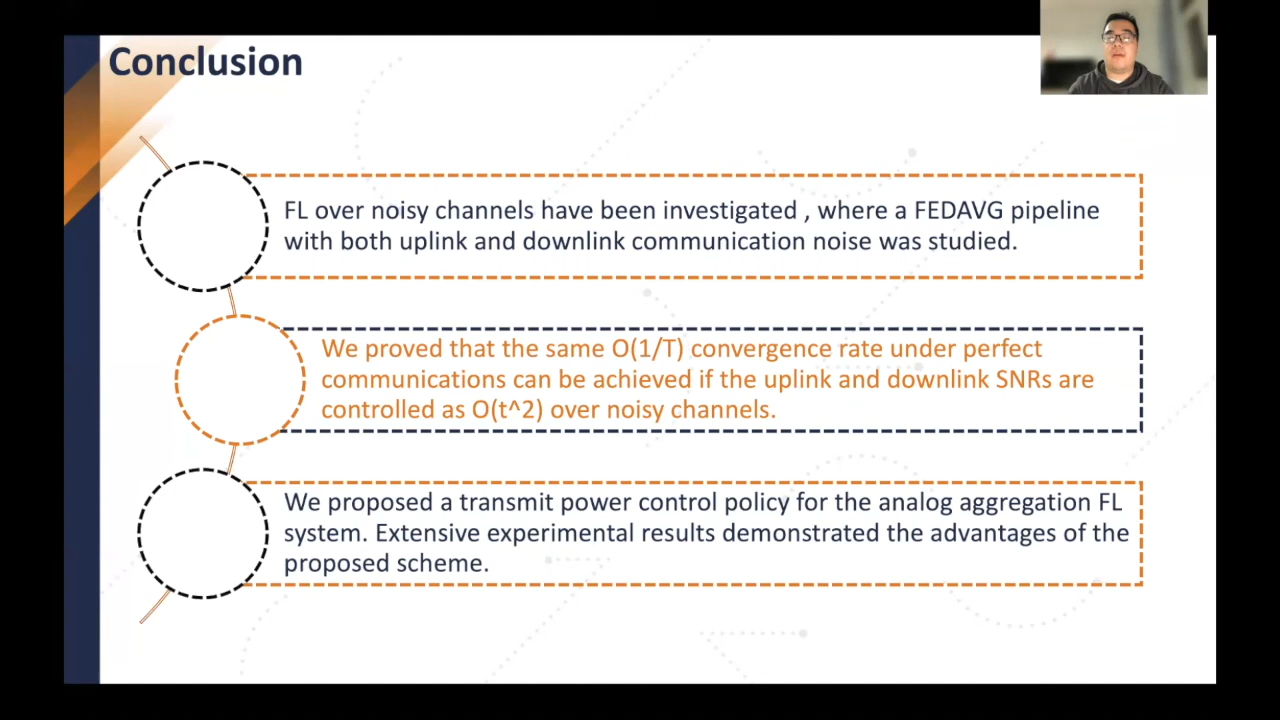 Conclusion
FL over noisy channels have been investigated , where a FEDAVG pipeline
with both uplink and downlink communication noise was studied.
We proved that the same O(1/T) convergence rate under perfect
communications can be achieved if the uplink and downlink SNRs are
controlled as O(t^2) over noisy channels.
We proposed a transmit power control policy for the analog aggregation FL
system. Extensive experimental results demonstrated the advantages of the
proposed scheme.